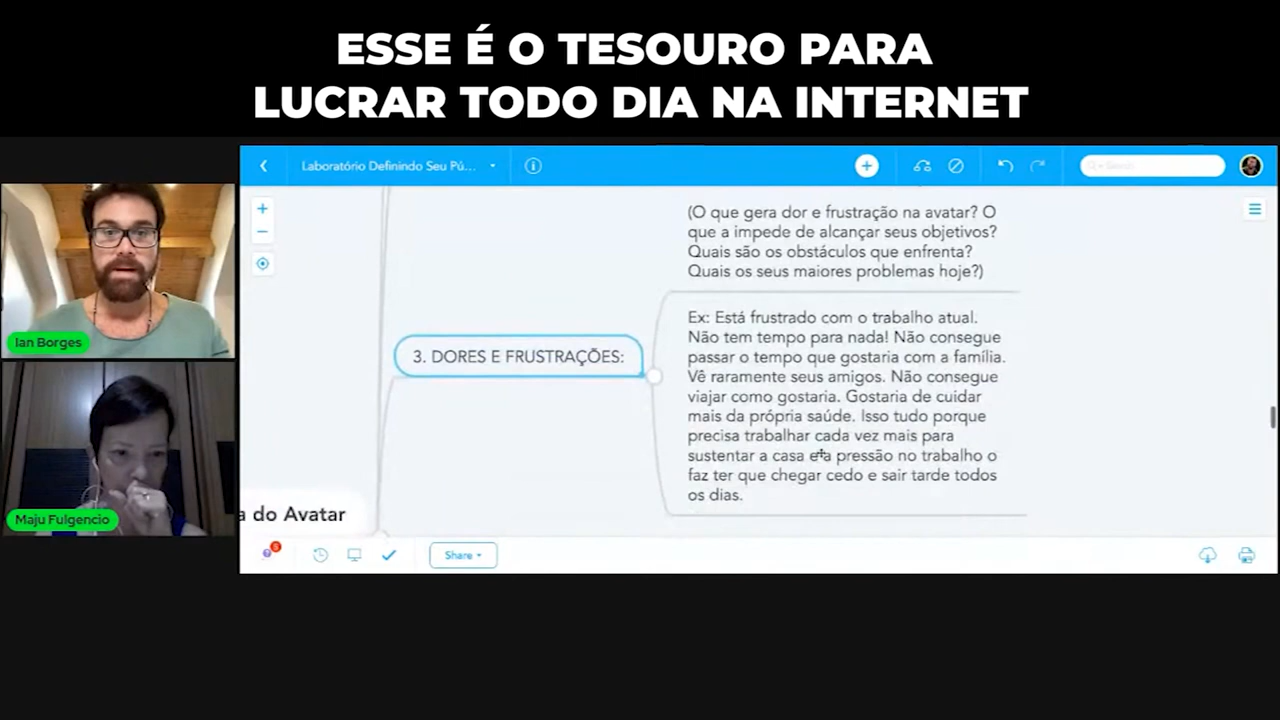 ESSE É O TESOURO PARA
LUCRAR TODO DIA NA INTERNET
Laboratório Definindo Seu Pú...
Ian Borges
Maju Fulgencio
(O que gera dor e frustração na avatar? O
que a impede de alcançar seus objetivos?
Quais são os obstáculos que enfrenta?
Quais os seus maiores problemas hoje?)
3. DORES E FRUSTRAÇÕES:
Ex: Está frustrado com o trabalho atual.
Não tem tempo para nada! Não consegue
passar o tempo que gostaria com a família.
Vê raramente seus amigos. Não consegue
viajar como gostaria. Gostaria de cuidar
mais da própria saúde. Isso tudo porque
precisa trabalhar cada vez mais para
sustentar a casa e a pressão no trabalho o
faz ter que chegar cedo e sair tarde todos
os dias.
a do Avatar
Share